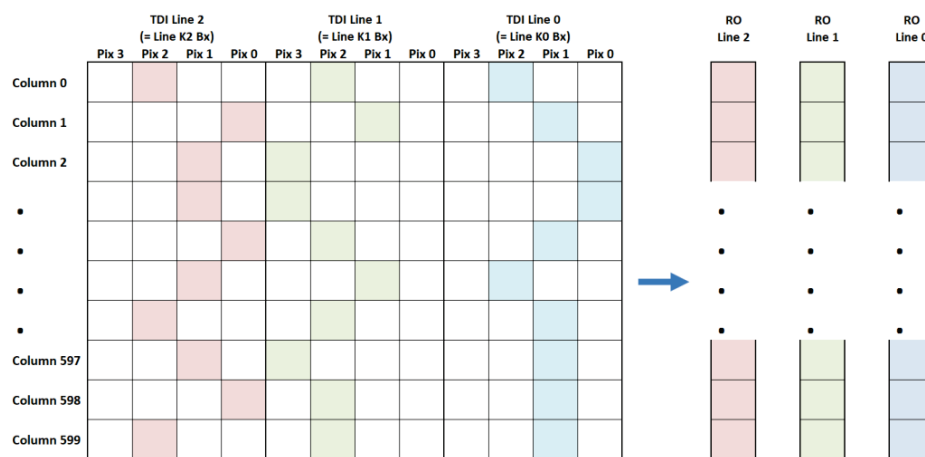 TDI Line 2
(= Line K2 Bx)
TDI Line 1
(= Line K1 Bx)
TDI Line 0
(= Line K0 Bx)
RO
Line 2
RO
Line 1
RO
Line 0
Pix 3 Pix 2 Pix 1 Pix 0 Pix 3 Pix 2 Pix 1 Pix 0 Pix 3 Pix 2 Pix 1 Pix 0
Column 0
Column 1
Column 2
Column 597
Column 598
Column 599